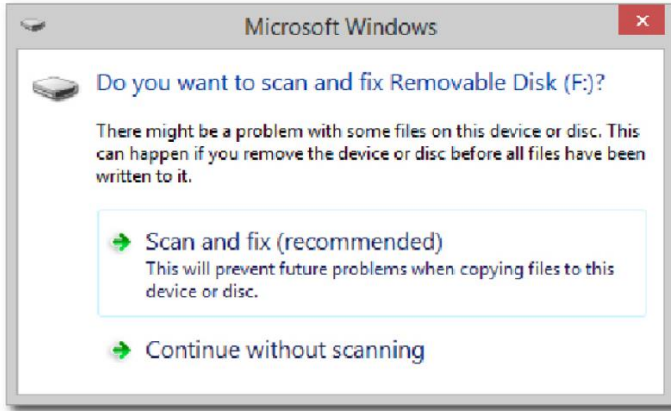 Microsoft Windows
Do you want to scan and fix Removable Disk (F:)?
There might be a problem with some files on this device or disc. This
can happen if you remove the device or disc before all files have been
written to it.
Scan and fix (recommended)
This will prevent future problems when copying files to this
device or disc.
Continue without scanning